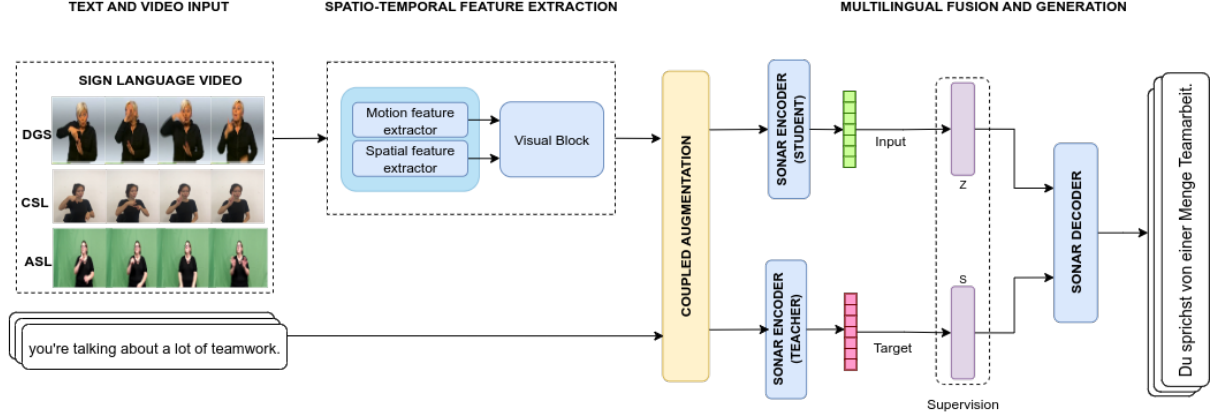 TEXT AND VIDEO INPUT
SPATIO-TEMPORAL FEATURE EXTRACTION
MULTILINGUAL FUSION AND GENERATION
SIGN LANGUAGE VIDEO
DGS
CSL
ASL
you're talking about a lot of teamwork.
Motion feature
extractor
Spatial feature
extractor
Visual Block
COUPLED AUGMENTATION
SONAR ENCODER
(STUDENT)
Input
Z
SONAR ENCODER
(TEACHER)
Target
S
Supervision
SONAR DECODER
Du sprichst von einer Menge Teamarbeit.